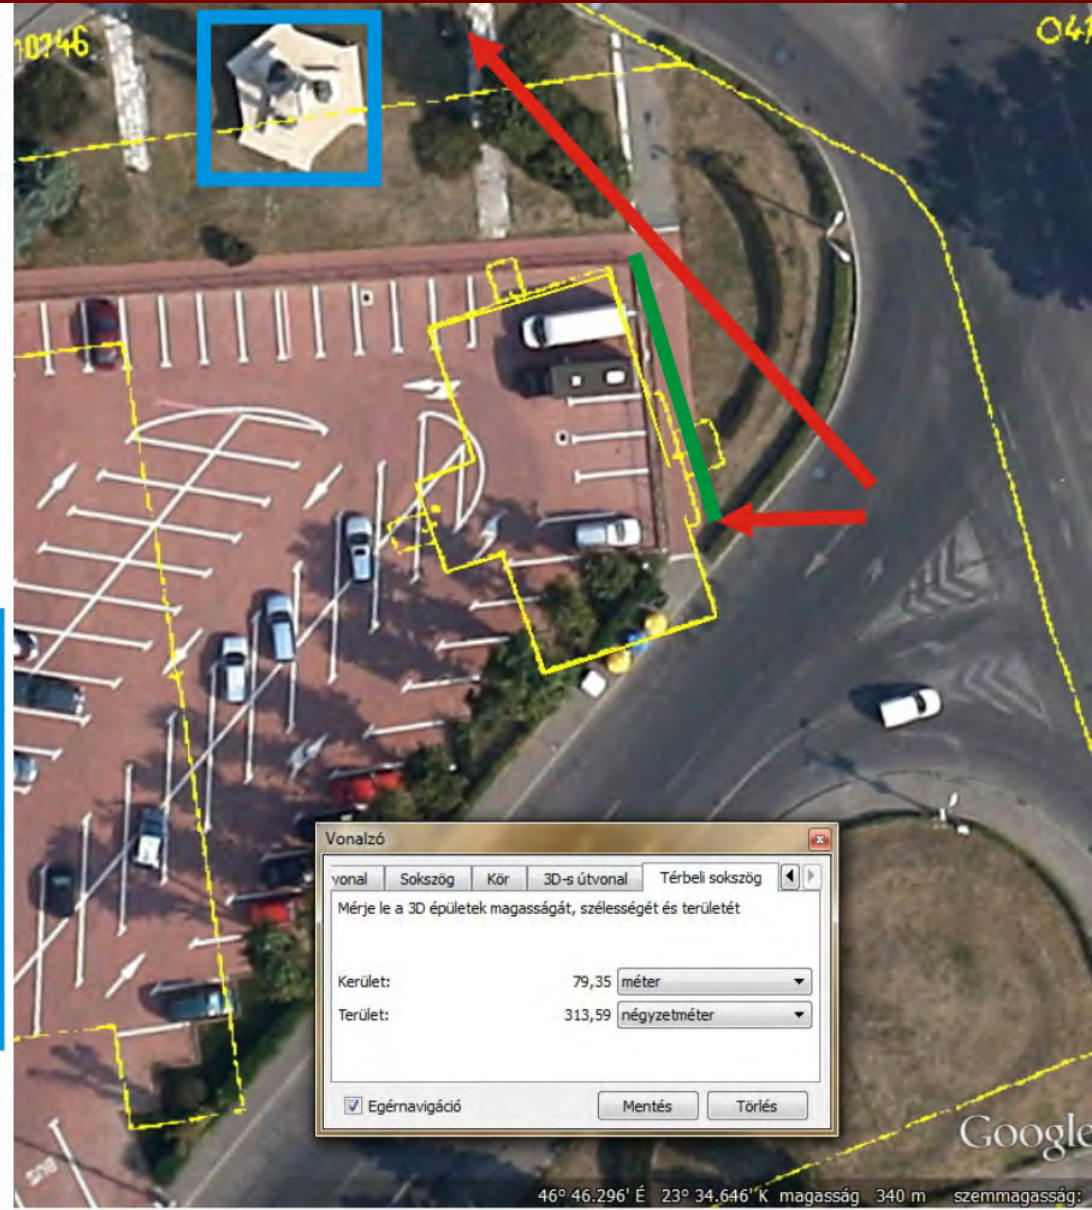 10746
047
Vonalzó
vonal Sokszög Kör 3D-s útvonal Térbeli sokszög
Mérje le a 3D épületek magasságát, szélességét és területét
Kerület: 79,35 méter
Terület: 313,59 négyzetméter
Egérnavigáció Mentés Törlés
Google
46° 46.296' É 23° 34.646' K magasság 340 m szemmagasság: